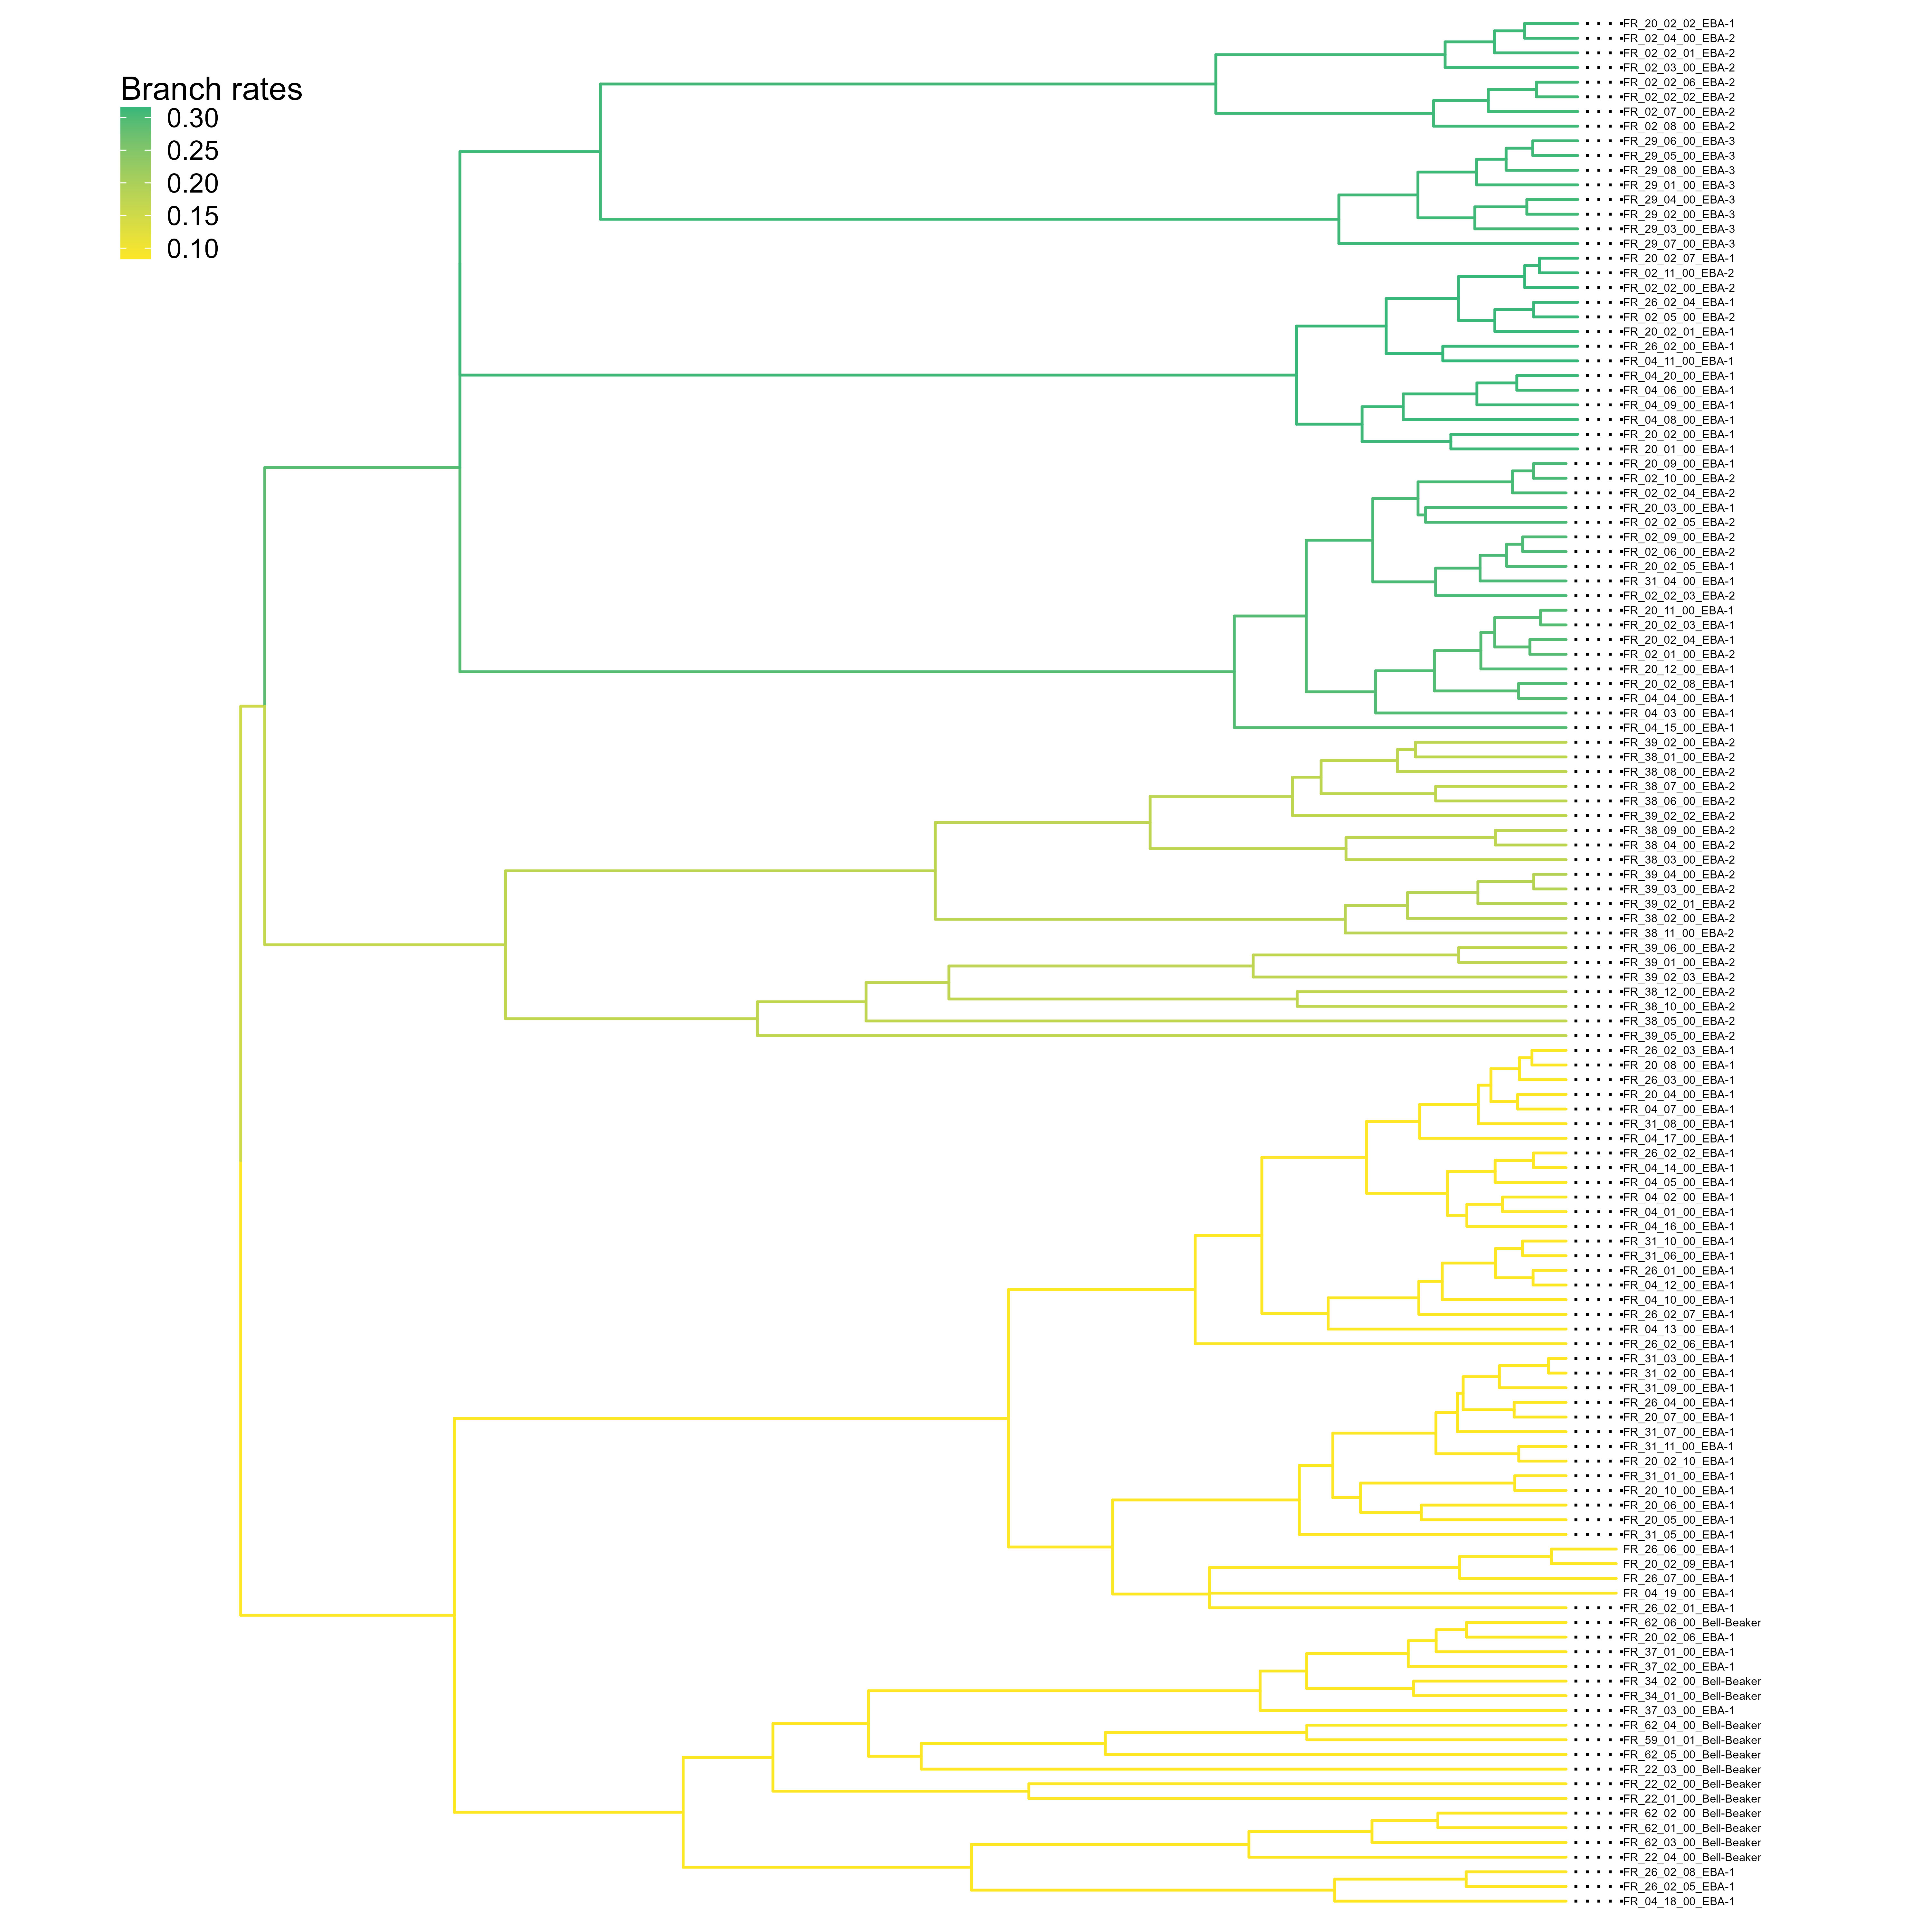 Branch rates
0.30
0.25
0.20
0.15
0.10
FR_20_02_02_EBA-1
FR_02_04_00_EBA-2
FR_02_02_01_EBA-2
FR_02_03_00_EBA-2
FR_02_02_06_EBA-2
FR_02_02_02_EBA-2
FR_02_07_00_EBA-2
FR_02_08_00_EBA-2
FR_29_06_00_EBA-3
FR_29_05_00_EBA-3
FR_29_08_00_EBA-3
FR_29_01_00_EBA-3
FR_29_04_00_EBA-3
FR_29_02_00_EBA-3
FR_29_03_00_EBA-3
FR_29_07_00_EBA-3
FR_20_02_07_EBA-1
FR_02_11_00_EBA-2
FR_02_02_00_EBA-2
FR_26_02_04_EBA-1
FR_02_05_00_EBA-2
FR_20_02_01_EBA-1
FR_26_02_00_EBA-1
FR_04_11_00_EBA-1
FR_04_20_00_EBA-1
FR_04_06_00_EBA-1
FR_04_09_00_EBA-1
FR_04_08_00_EBA-1
FR_20_02_00_EBA-1
FR_20_01_00_EBA-1
FR_20_09_00_EBA-1
FR_02_10_00_EBA-2
FR_02_02_04_EBA-2
FR_20_03_00_EBA-1
FR_02_02_05_EBA-2
FR_02_09_00_EBA-2
FR_02_06_00_EBA-2
FR_20_02_05_EBA-1
FR_31_04_00_EBA-1
FR_02_02_03_EBA-2
FR_20_11_00_EBA-1
FR_20_02_03_EBA-1
FR_20_02_04_EBA-1
FR_02_01_00_EBA-2
FR_20_12_00_EBA-1
FR_20_02_08_EBA-1
FR_04_04_00_EBA-1
FR_04_03_00_EBA-1
FR_04_15_00_EBA-1
FR_39_02_00_EBA-2
FR_38_01_00_EBA-2
FR_38_08_00_EBA-2
FR_38_07_00_EBA-2
FR_38_06_00_EBA-2
FR_39_02_02_EBA-2
FR_38_09_00_EBA-2
FR_38_04_00_EBA-2
FR_38_03_00_EBA-2
FR_39_04_00_EBA-2
FR_39_03_00_EBA-2
FR_39_02_01_EBA-2
FR_38_02_00_EBA-2
FR_38_11_00_EBA-2
FR_39_06_00_EBA-2
FR_39_01_00_EBA-2
FR_39_02_03_EBA-2
FR_38_12_00_EBA-2
FR_38_10_00_EBA-2
FR_38_05_00_EBA-2
FR_39_05_00_EBA-2
FR_26_02_03_EBA-1
FR_20_08_00_EBA-1
FR_26_03_00_EBA-1
FR_20_04_00_EBA-1
FR_04_07_00_EBA-1
FR_31_08_00_EBA-1
FR_04_17_00_EBA-1
FR_26_02_02_EBA-1
FR_04_14_00_EBA-1
FR_04_05_00_EBA-1
FR_04_02_00_EBA-1
FR_04_01_00_EBA-1
FR_04_16_00_EBA-1
FR_31_10_00_EBA-1
FR_31_06_00_EBA-1
FR_26_01_00_EBA-1
FR_04_12_00_EBA-1
FR_04_10_00_EBA-1
FR_26_02_07_EBA-1
FR_04_13_00_EBA-1
FR_26_02_06_EBA-1
FR_31_03_00_EBA-1
FR_31_02_00_EBA-1
FR_31_09_00_EBA-1
FR_26_04_00_EBA-1
FR_20_07_00_EBA-1
FR_31_07_00_EBA-1
FR_31_11_00_EBA-1
FR_20_02_10_EBA-1
FR_31_01_00_EBA-1
FR_20_10_00_EBA-1
FR_20_06_00_EBA-1
FR_20_05_00_EBA-1
FR_31_05_00_EBA-1
FR_26_06_00_EBA-1
FR_20_02_09_EBA-1
FR_26_07_00_EBA-1
FR_04_19_00_EBA-1
FR_26_02_01_EBA-1
FR_62_06_00_Bell-Beaker
FR_20_02_06_EBA-1
FR_37_01_00_EBA-1
FR_37_02_00_EBA-1
FR_34_02_00_Bell-Beaker
FR_34_01_00_Bell-Beaker
FR_37_03_00_EBA-1
FR_62_04_00_Bell-Beaker
FR_59_01_01_Bell-Beaker
FR_62_05_00_Bell-Beaker
FR_22_03_00_Bell-Beaker
FR_22_02_00_Bell-Beaker
FR_22_01_00_Bell-Beaker
FR_62_02_00_Bell-Beaker
FR_62_01_00_Bell-Beaker
FR_62_03_00_Bell-Beaker
FR_22_04_00_Bell-Beaker
FR_26_02_08_EBA-1
FR_26_02_05_EBA-1
FR_04_18_00_EBA-1